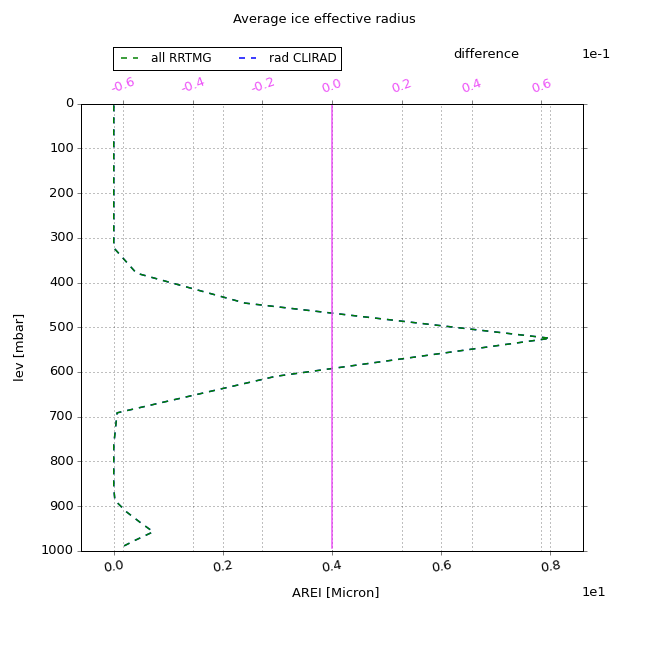 Average ice effective radius
all RRTMG rad CLIRAD difference 1e-1
-0.6 -0.4 -0.2 0.0 0.2 0.4 0.6
0
100
200
300
400
500
600
700
800
900
1000
lev [mbar]
0.0 0.2 0.4 0.6 0.8
AREI [Micron] 1e1